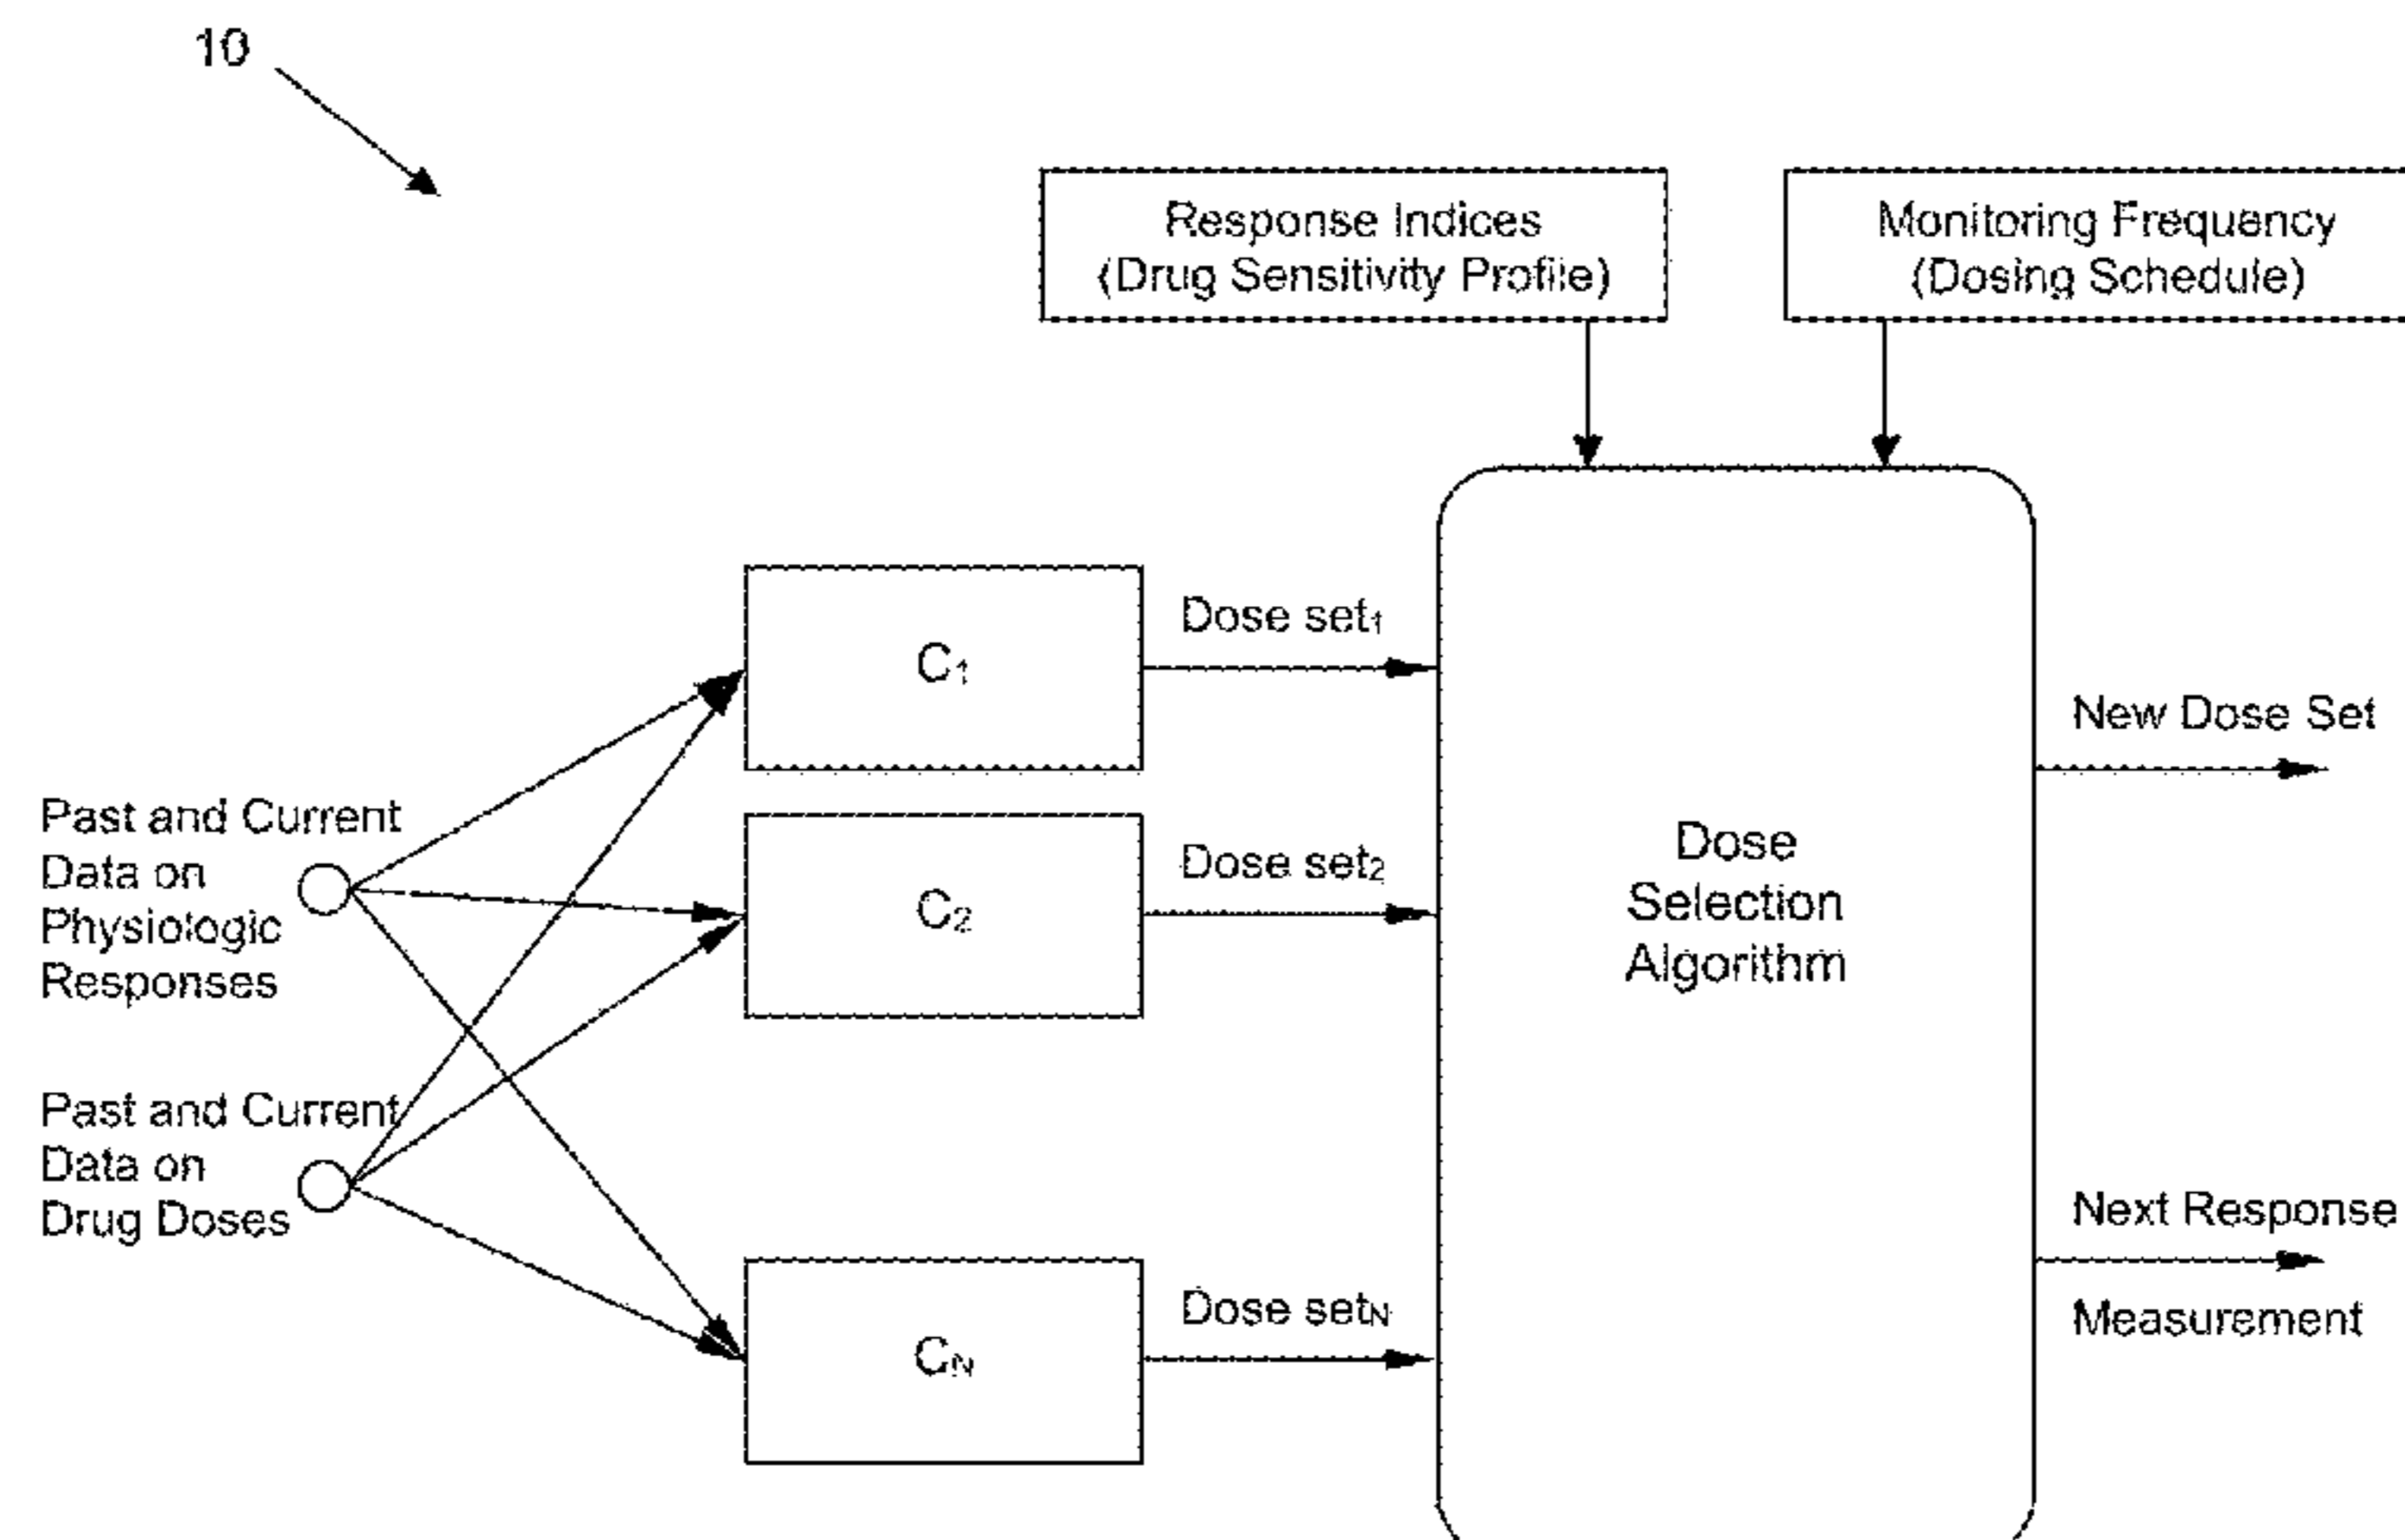 10
Response Indices
(Drug Sensitivity Profile)
Monitoring Frequency
(Dosing Schedule)
C₁
Dose set₁
New Dose Set
Past and Current
Data on
Physiologic
Responses
C₂
Dose set₂
Dose
Selection
Algorithm
Past and Current
Data on
Drug Doses
Next Response
Measurement
C_N
Dose set_N